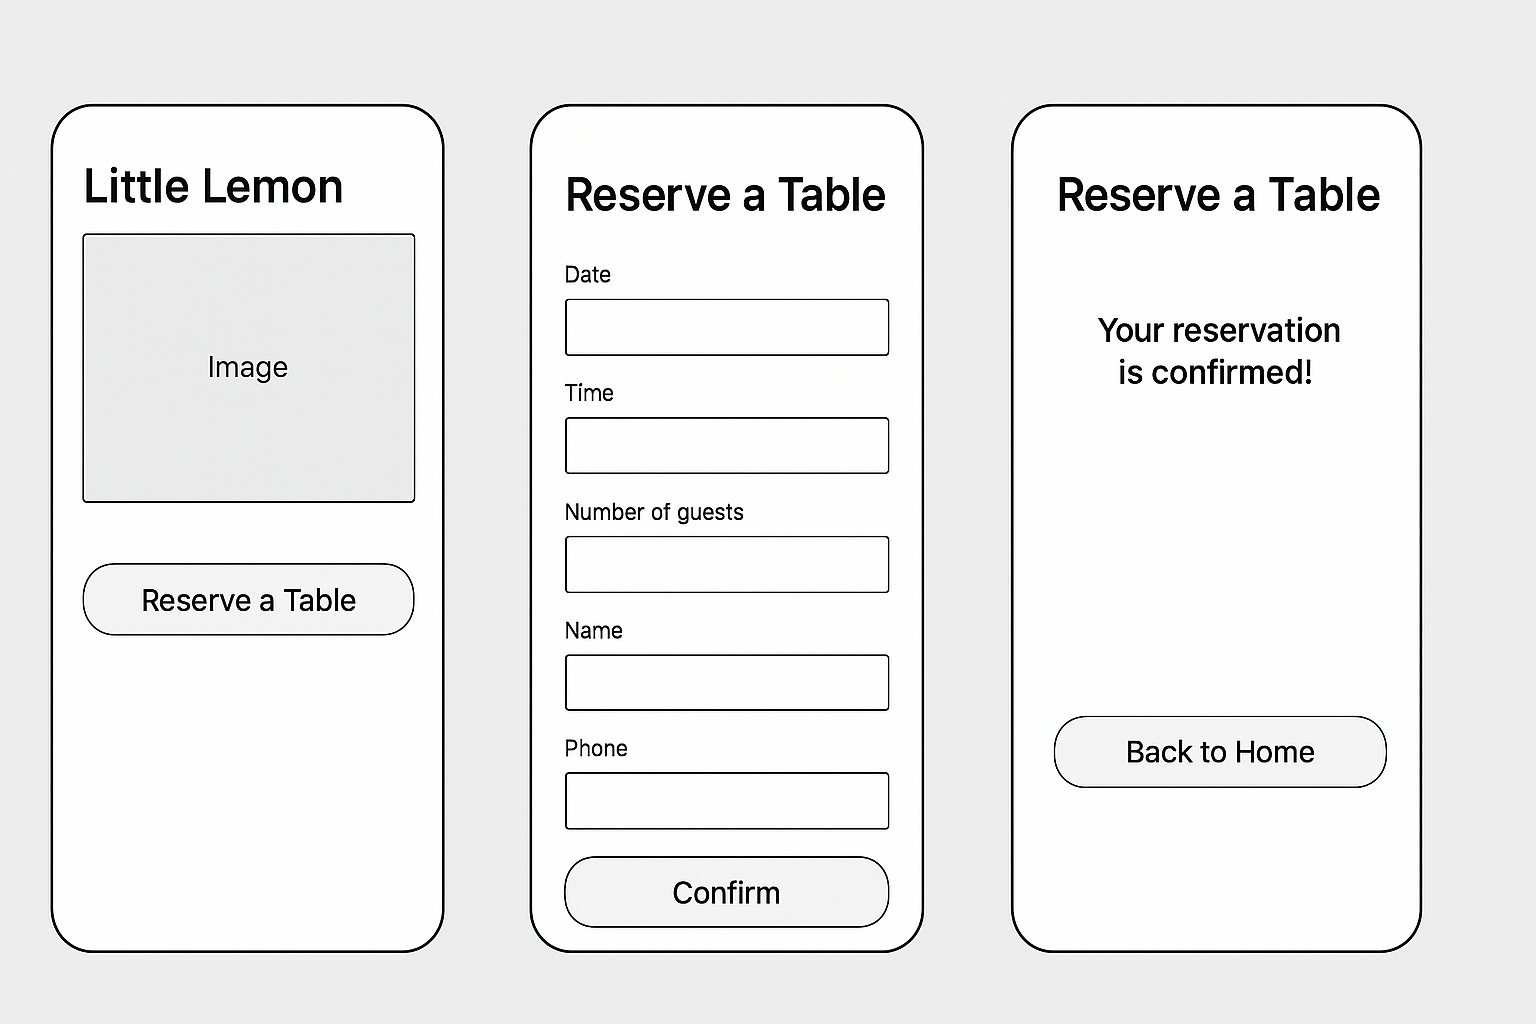 Little Lemon
Image
Reserve a Table
Reserve a Table
Date
Time
Number of guests
Name
Phone
Confirm
Reserve a Table
Your reservation
is confirmed!
Back to Home